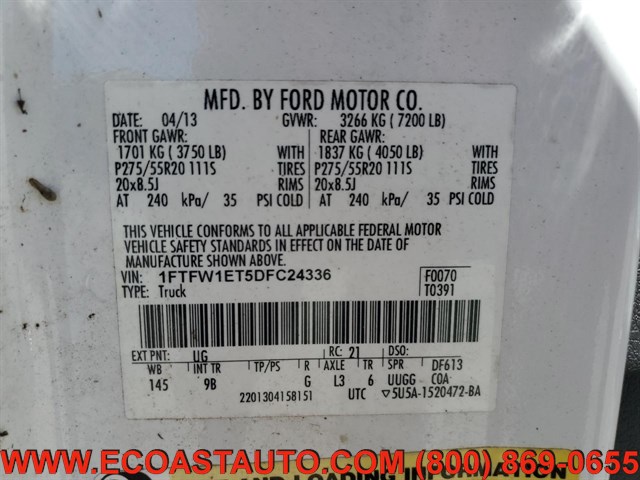 MFD. BY FORD MOTOR CO.
DATE: 04/13 GVWR: 3266 KG ( 7200 LB)
FRONT GAWR: REAR GAWR:
1701 KG ( 3750 LB) WITH 1837 KG ( 4050 LB) WITH
P275/55R20 111S TIRES P275/55R20 111S TIRES
20x8.5J RIMS 20x8.5J RIMS
AT 240 kPa/ 35 PSI COLD AT 240 kPa/ 35 PSI COLD
THIS VEHICLE CONFORMS TO ALL APPLICABLE FEDERAL MOTOR
VEHICLE SAFETY STANDARDS IN EFFECT ON THE DATE OF
MANUFACTURE SHOWN ABOVE.
VIN: 1FTFW1ET5DFC24336 F0070
TYPE: Truck T0391
EXT PNT: UG RC: 21 DSO:
WB INT TR TP/PS R AXLE TR SPR DF613
145 9B G L3 6 UUGG COA
2201304158151 UTC ▽5U5A-1520472-BA
AND LOADING INFORMATION
WWW.ECOASTAUTO.COM (800) 869-0655